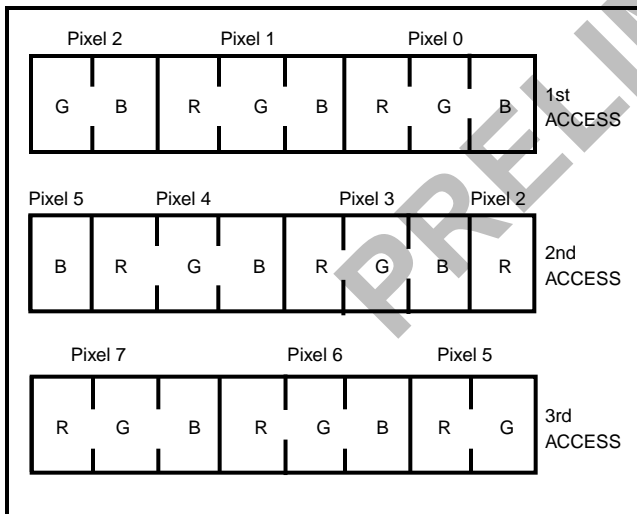 Pixel 2 Pixel 1 Pixel 0
G B R G B R G B
1st
ACCESS
Pixel 5 Pixel 4 Pixel 3 Pixel 2
B R G B R G B R
2nd
ACCESS
Pixel 7 Pixel 6 Pixel 5
R G B R G B R G
3rd
ACCESS
PRELI